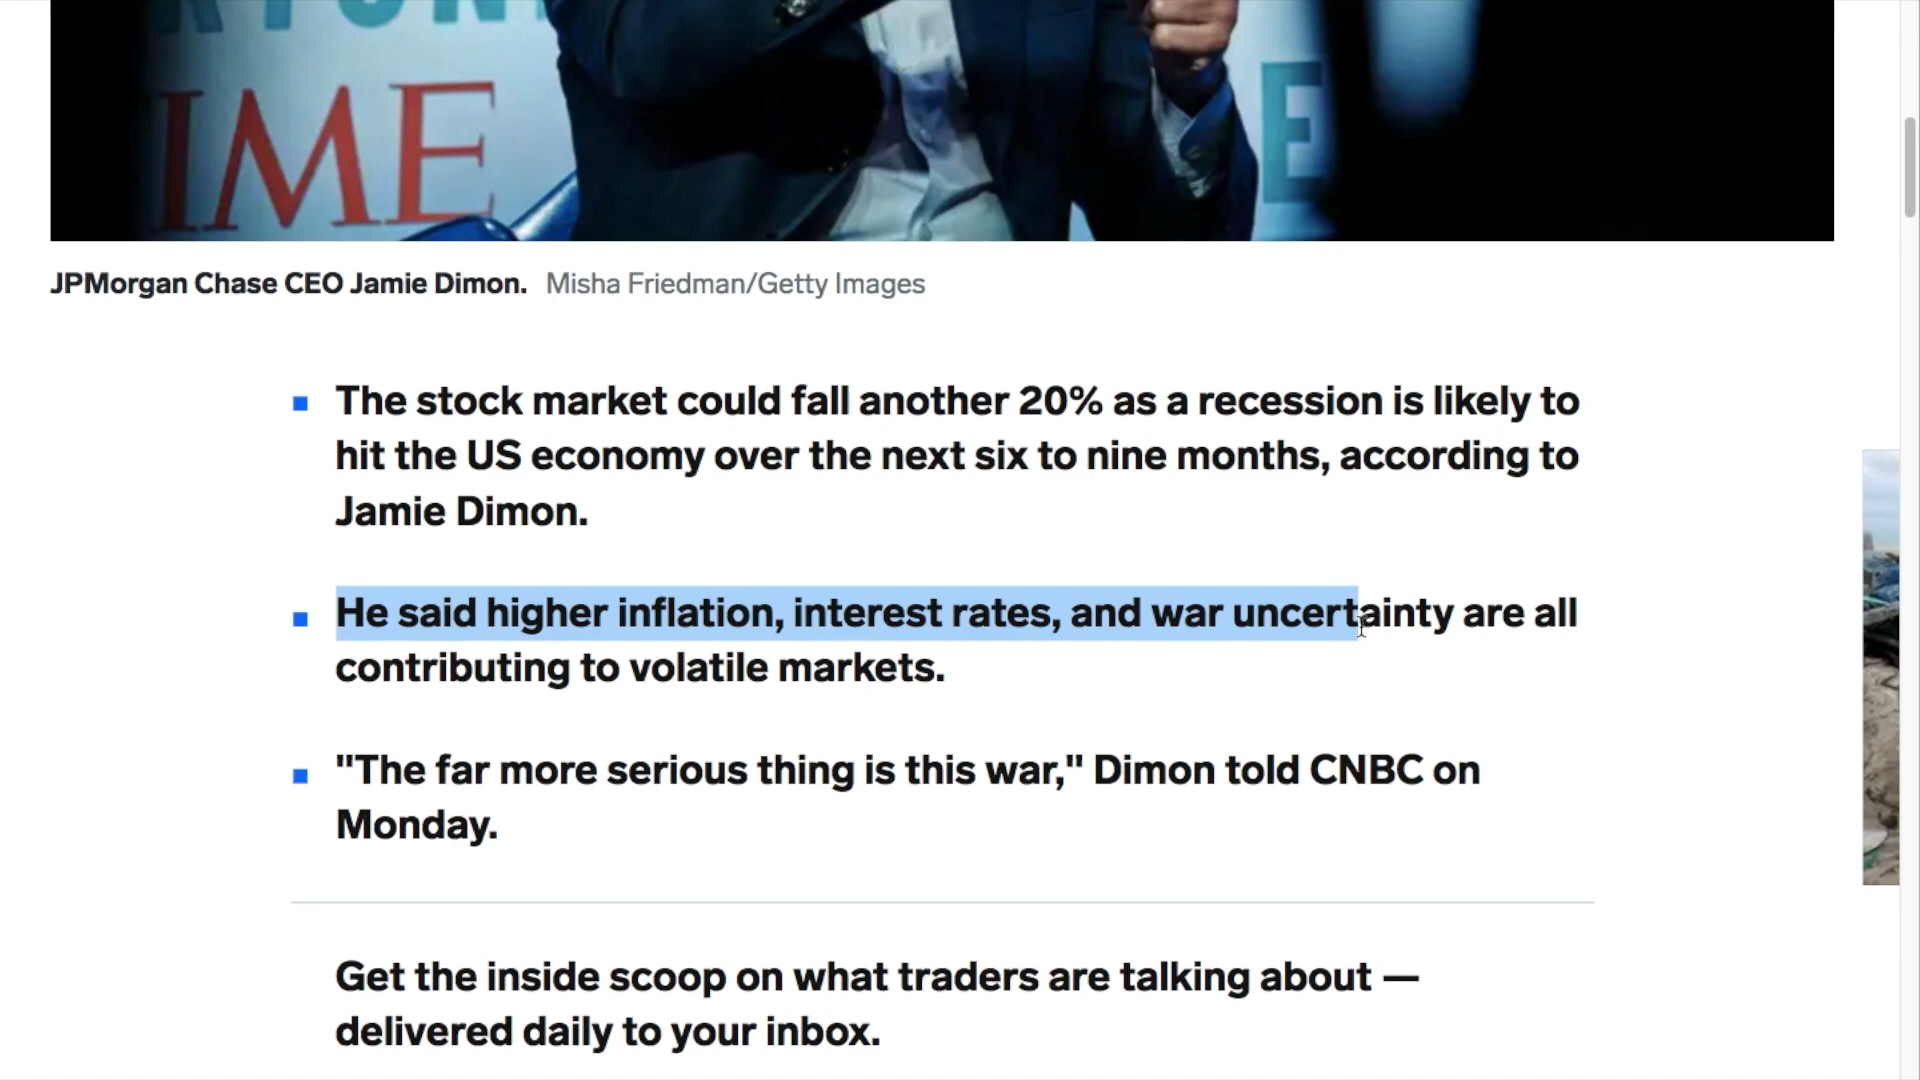 IME
E
JPMorgan Chase CEO Jamie Dimon. Misha Friedman/Getty Images
The stock market could fall another 20% as a recession is likely to
hit the US economy over the next six to nine months, according to
Jamie Dimon.
He said higher inflation, interest rates, and war uncertainty are all
contributing to volatile markets.
"The far more serious thing is this war," Dimon told CNBC on
Monday.
Get the inside scoop on what traders are talking about —
delivered daily to your inbox.